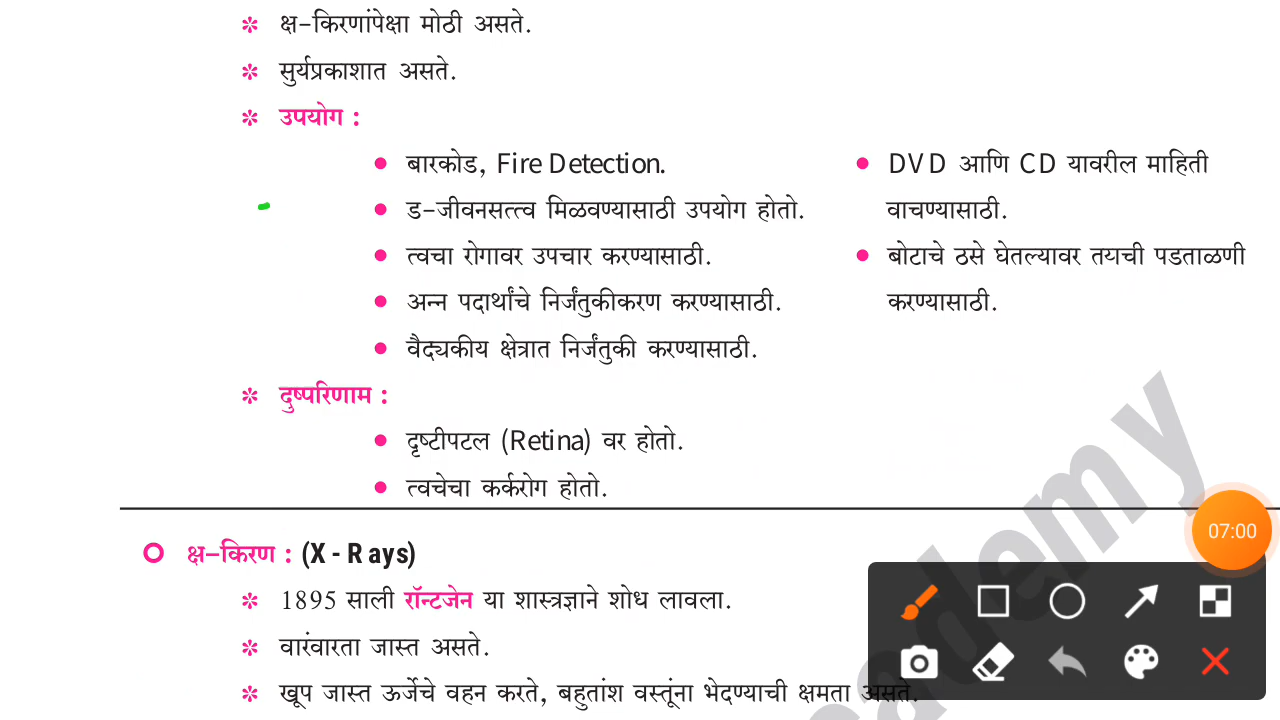 ✽ क्ष-किरणांपेक्षा मोठी असते.
✽ सुर्यप्रकाशात असते.
✽ उपयोग :
● बारकोड, Fire Detection.
● ड-जीवनसत्त्व मिळवण्यासाठी उपयोग होतो.
● त्वचा रोगावर उपचार करण्यासाठी.
● अन्न पदार्थांचे निर्जंतुकीकरण करण्यासाठी.
● वैद्यकीय क्षेत्रात निर्जंतुकी करण्यासाठी.
● DVD आणि CD यावरील माहिती
वाचण्यासाठी.
● बोटाचे ठसे घेतल्यावर तयची पडताळणी
करण्यासाठी.
✽ दुष्परिणाम :
● दृष्टीपटल (Retina) वर होतो.
● त्वचेचा कर्करोग होतो.
क्ष-किरण : (X - Rays)
✽ 1895 साली रॉन्टजेन या शास्त्रज्ञाने शोध लावला.
✽ वारंवारता जास्त असते.
✽ खूप जास्त ऊर्जेचे वहन करते, बहुतांश वस्तूंना भेदण्याची क्षमता असते.
ademy
07:00